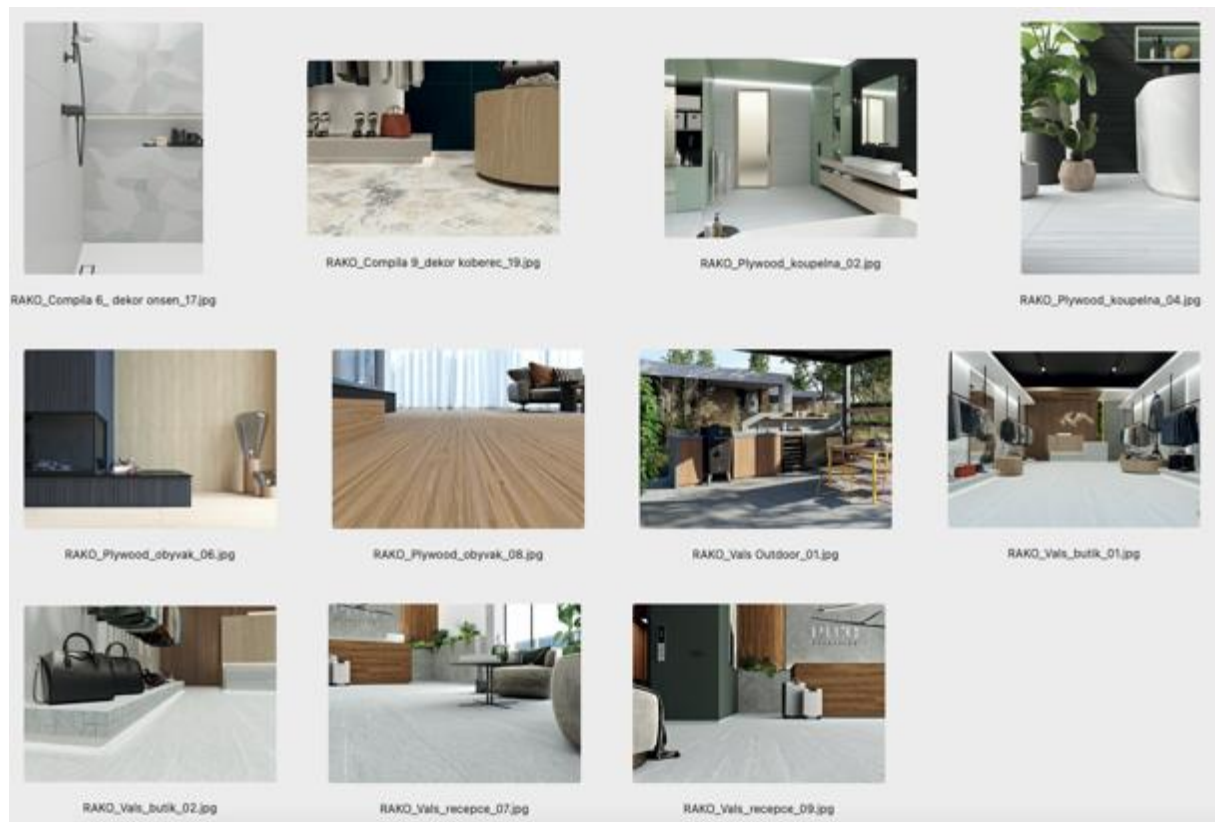 RAKO_Compila 9_dekor koberec_19.jpg
RAKO_Plywood_koupelna_02.jpg
RAKO_Compila 6_ dekor onsen_17.jpg
RAKO_Plywood_koupelna_04.jpg
RAKO_Plywood_obyvak_06.jpg
RAKO_Plywood_obyvak_08.jpg
RAKO_Vals Outdoor_01.jpg
RAKO_Vals_butik_01.jpg
RAKO_Vals_butik_02.jpg
RAKO_Vals_recepce_07.jpg
RAKO_Vals_recepce_09.jpg